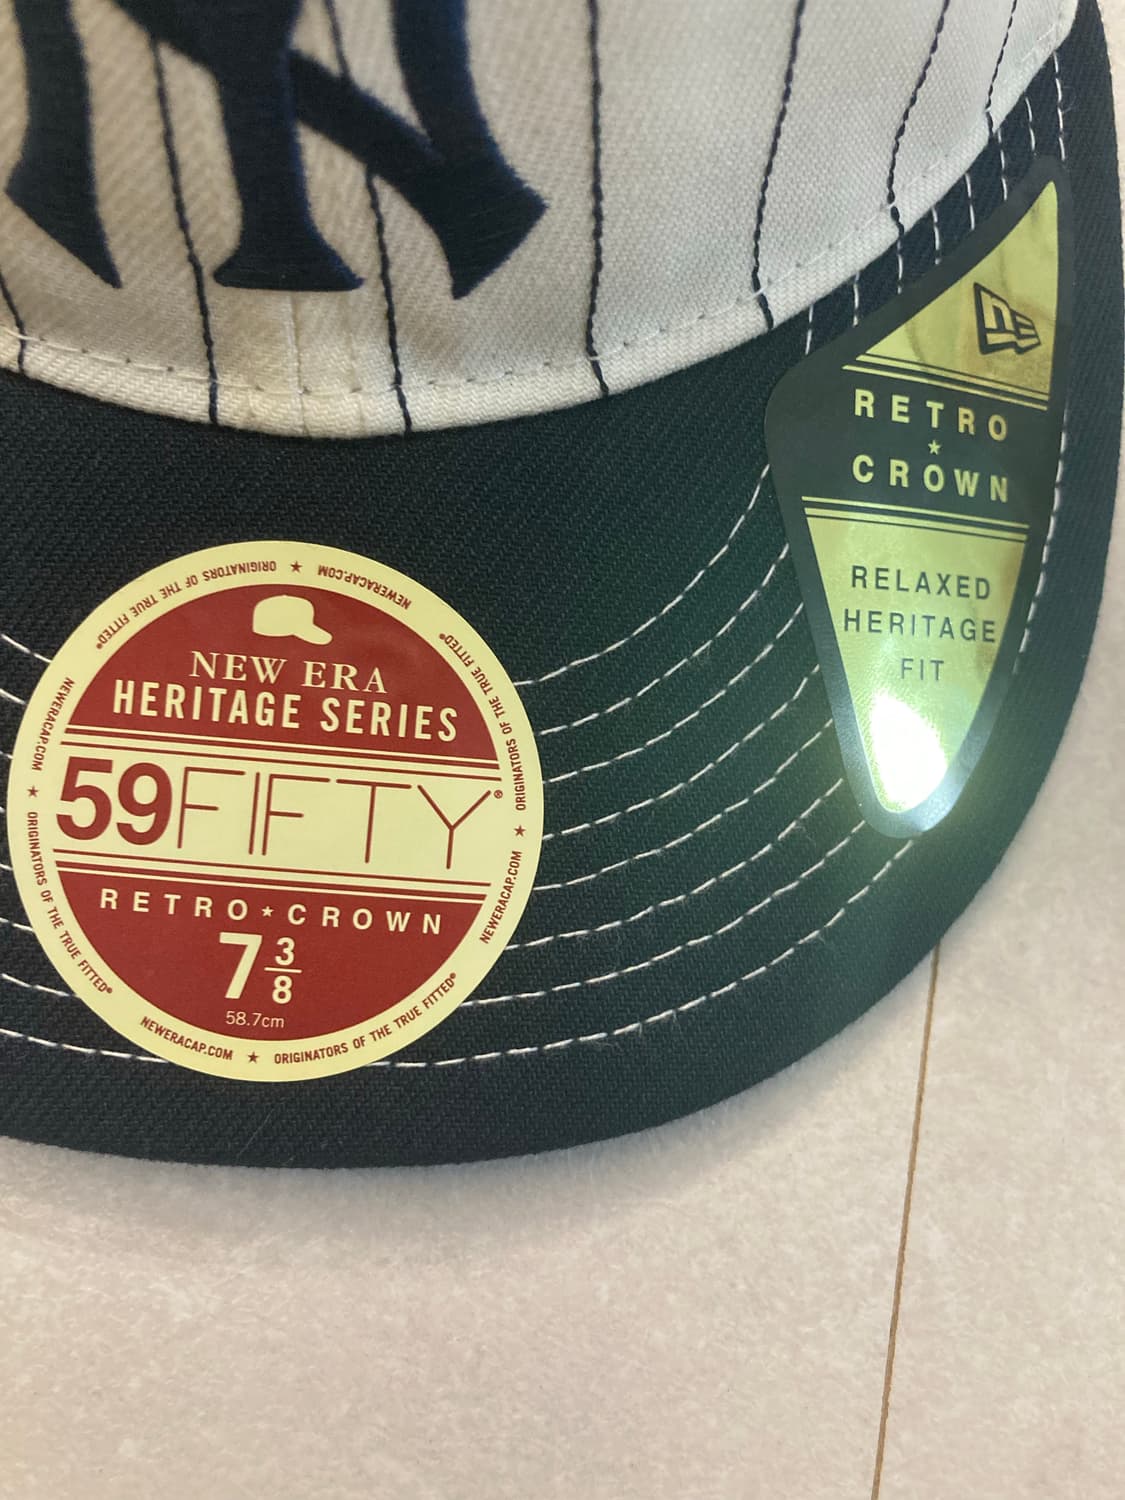 NY
NE
RETRO
★
CROWN
RELAXED
HERITAGE
FIT
NEW ERA
HERITAGE SERIES
59FIFTY®
RETRO★CROWN
7 3/8
58.7cm
ORIGINATORS OF THE TRUE FITTED® ★ NEWERACAP.COM
ORIGINATORS OF THE TRUE FITTED® ★ NEWERACAP.COM
ORIGINATORS OF THE TRUE FITTED® ★ NEWERACAP.COM
ORIGINATORS OF THE TRUE FITTED® ★ NEWERACAP.COM